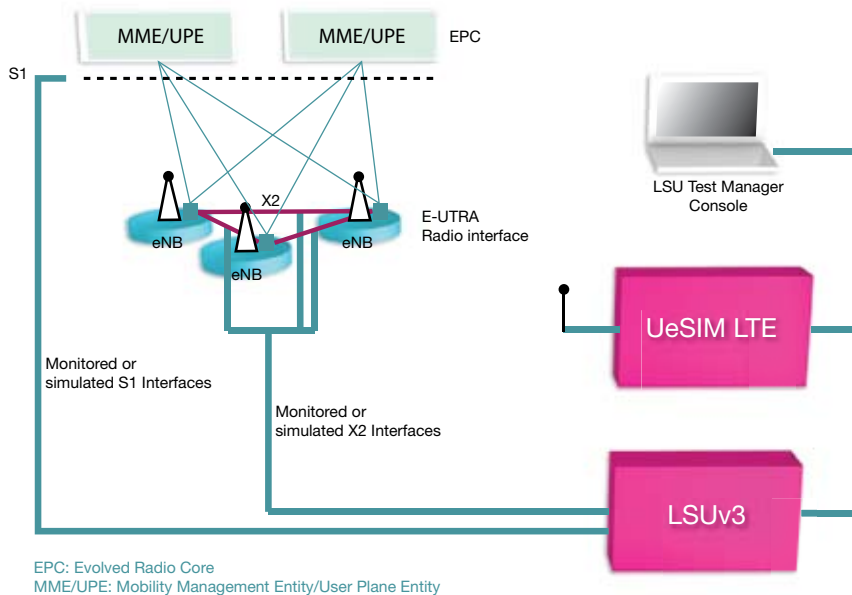 MME/UPE
MME/UPE
EPC
S1
X2
eNB
eNB
eNB
E-UTRA
Radio interface
LSU Test Manager
Console
UeSIM LTE
Monitored or
simulated S1 Interfaces
Monitored or
simulated X2 Interfaces
LSUv3
EPC: Evolved Radio Core
MME/UPE: Mobility Management Entity/User Plane Entity